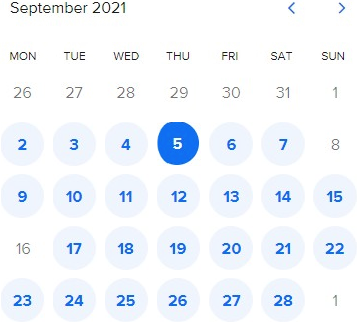 September 2021
MON TUE WED THU FRI SAT SUN
26 27 28 29 30 31 1
2 3 4 5 6 7 8
9 10 11 12 13 14 15
16 17 18 19 20 21 22
23 24 25 26 27 28 1